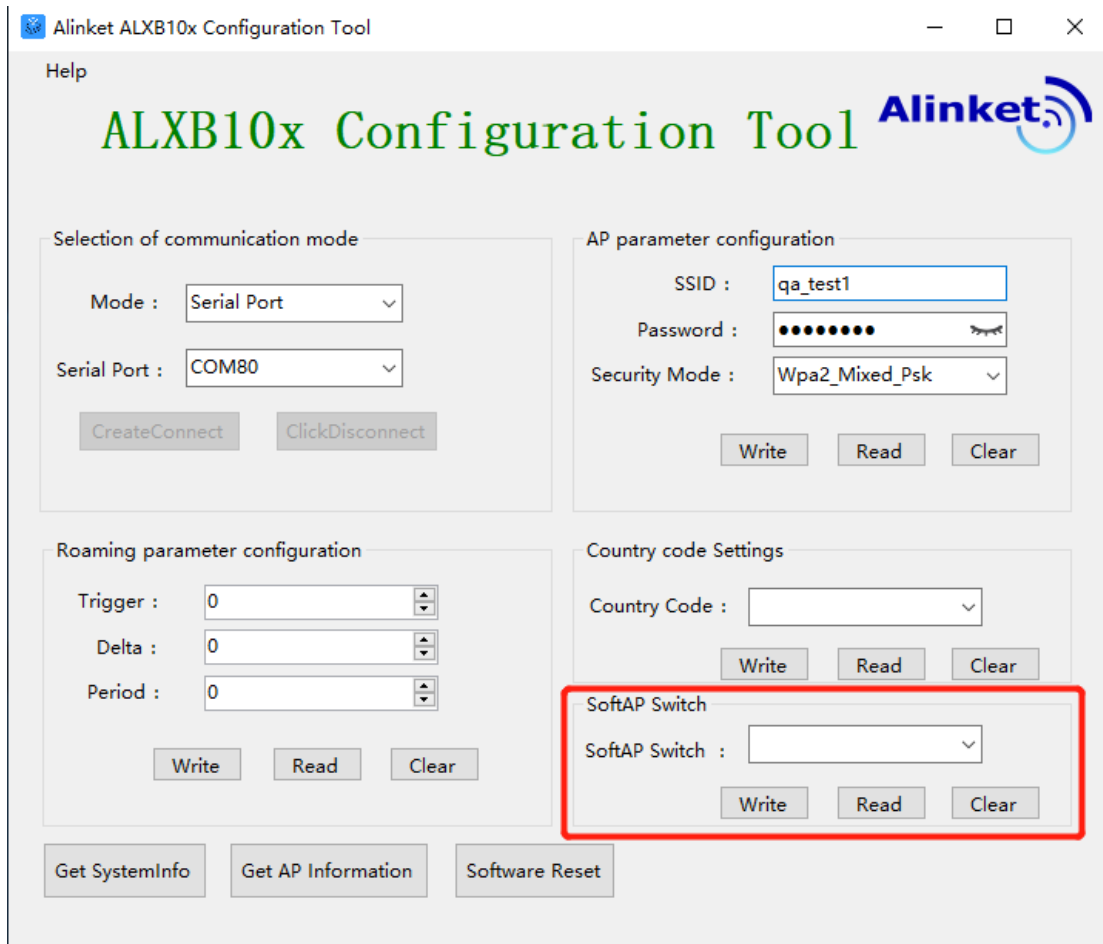 Alinket ALXB10x Configuration Tool
Help
ALXB10x Configuration Tool
Alinket
Selection of communication mode
Mode :
Serial Port
Serial Port :
COM80
CreateConnect
ClickDisconnect
AP parameter configuration
SSID :
qa_test1
Password :
●●●●●●●●
Security Mode :
Wpa2_Mixed_Psk
Write
Read
Clear
Roaming parameter configuration
Trigger :
0
Delta :
0
Period :
0
Write
Read
Clear
Country code Settings
Country Code :
Write
Read
Clear
SoftAP Switch
SoftAP Switch :
Write
Read
Clear
Get SystemInfo
Get AP Information
Software Reset